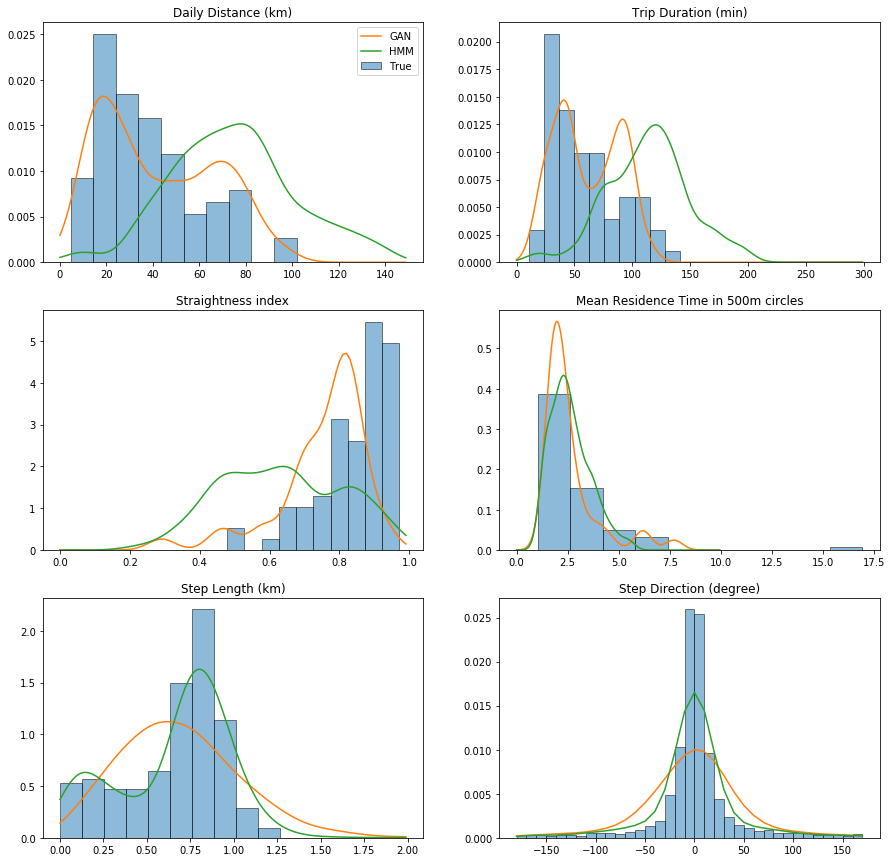 Daily Distance (km)
0.025
0.020
0.015
0.010
0.005
0.000
0 20 40 60 80 100 120 140
GAN
HMM
True
Trip Duration (min)
0.0200
0.0175
0.0150
0.0125
0.0100
0.0075
0.0050
0.0025
0.0000
0 50 100 150 200 250 300
Straightness index
5
4
3
2
1
0
0.0 0.2 0.4 0.6 0.8 1.0
Mean Residence Time in 500m circles
0.5
0.4
0.3
0.2
0.1
0.0
0.0 2.5 5.0 7.5 10.0 12.5 15.0 17.5
Step Length (km)
2.0
1.5
1.0
0.5
0.0
0.00 0.25 0.50 0.75 1.00 1.25 1.50 1.75 2.00
Step Direction (degree)
0.025
0.020
0.015
0.010
0.005
0.000
−150 −100 −50 0 50 100 150